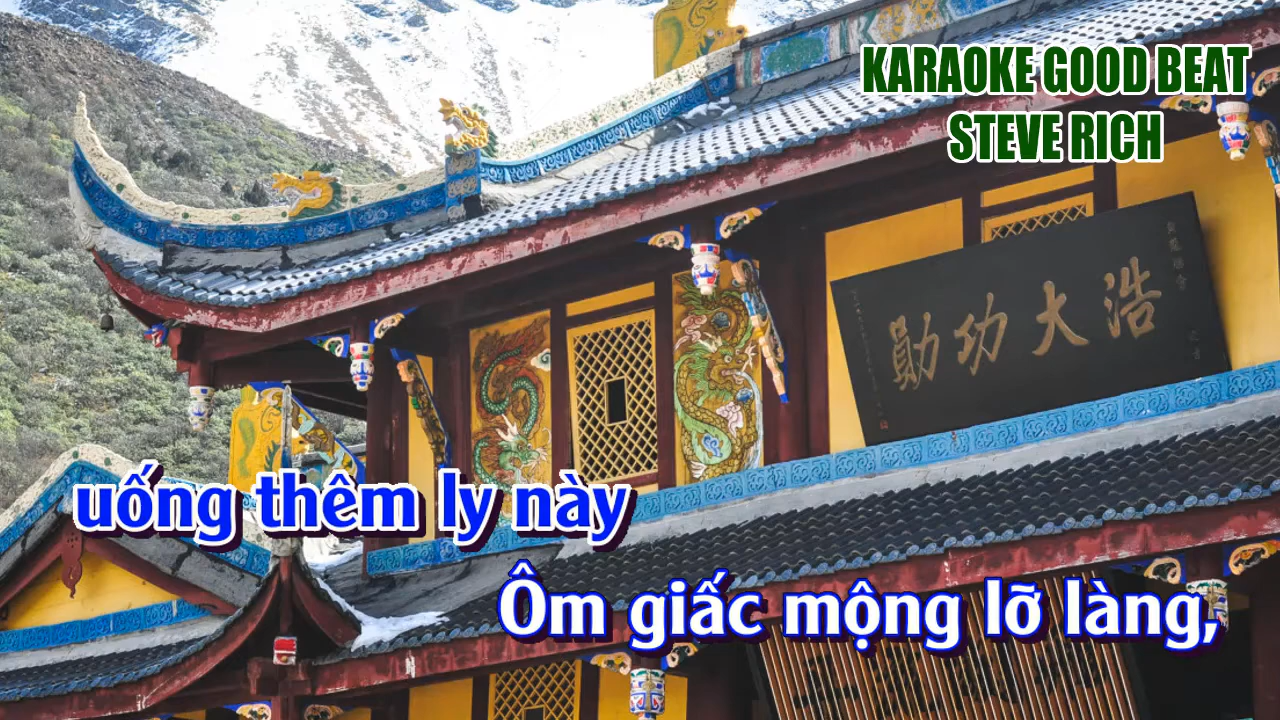 KARAOKE GOOD BEAT
STEVE RICH
勛功大浩
uống thêm ly này
Ôm giấc mộng lỡ làng,